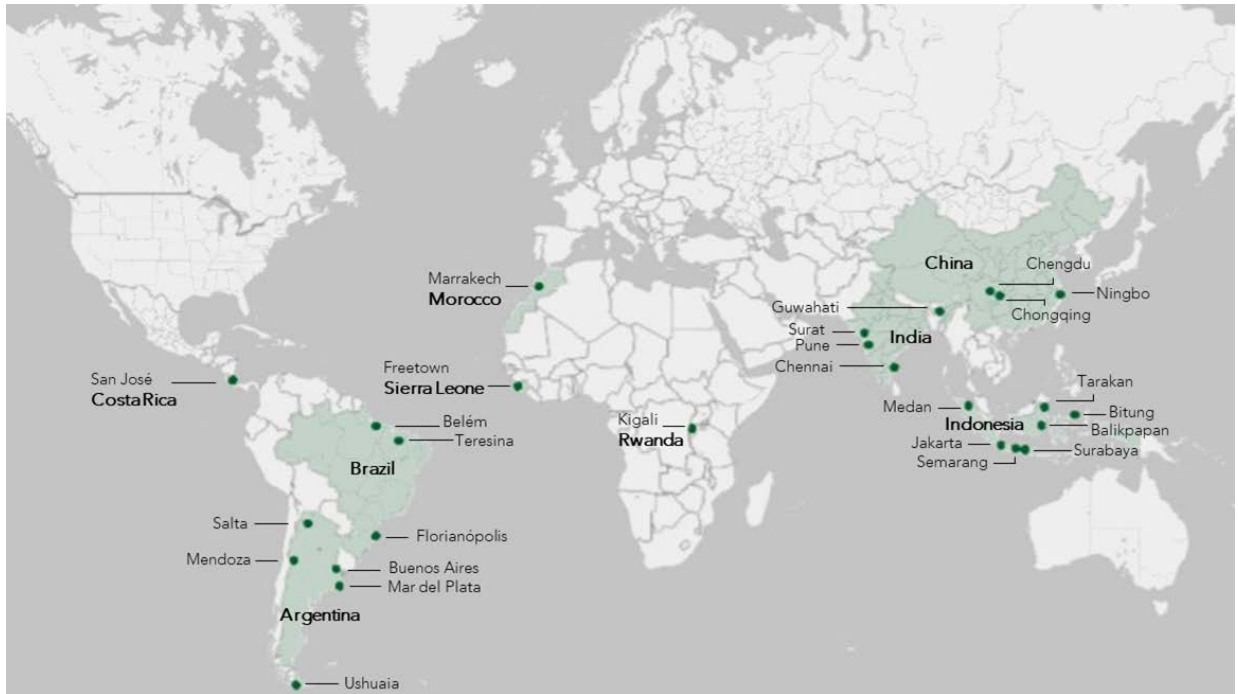 China
Chengdu
Ningbo
Chongqing
Marrakech
Morocco
Guwahati
Surat
India
Pune
Chennai
San José
Costa Rica
Freetown
Sierra Leone
Kigali
Rwanda
Tarakan
Medan
Bitung
Indonesia
Balikpapan
Jakarta
Surabaya
Semarang
Belém
Teresina
Brazil
Salta
Florianópolis
Mendoza
Buenos Aires
Mar del Plata
Argentina
Ushuaia